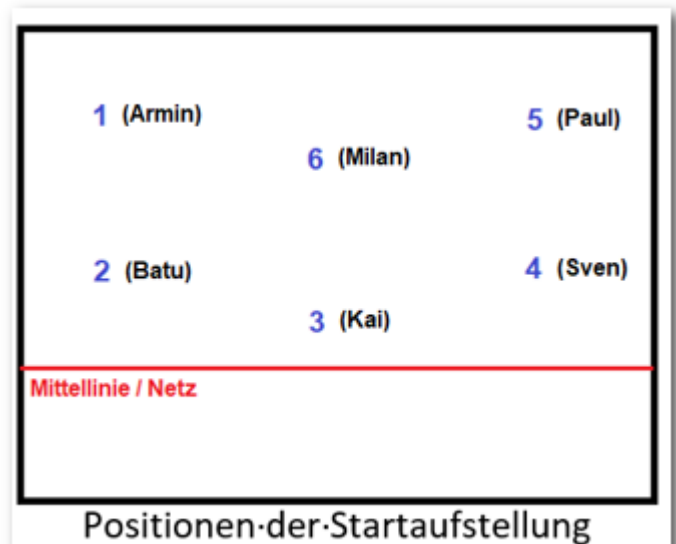 1 (Armin)
5 (Paul)
6 (Milan)
2 (Batu)
4 (Sven)
3 (Kai)
Mittellinie / Netz
Positionen·der·Startaufstellung